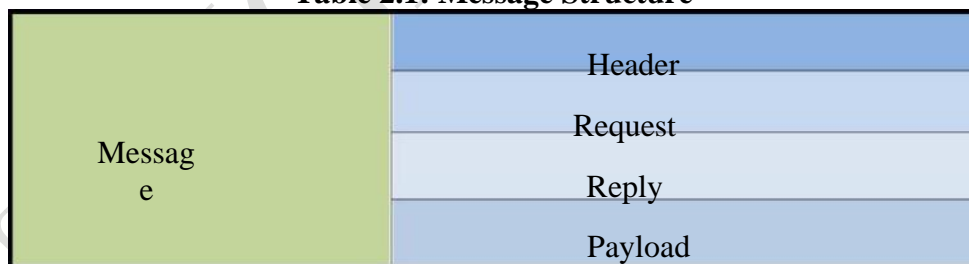 Table 2.1: Message Structure
Header
Request
Messag
e
Reply
Payload